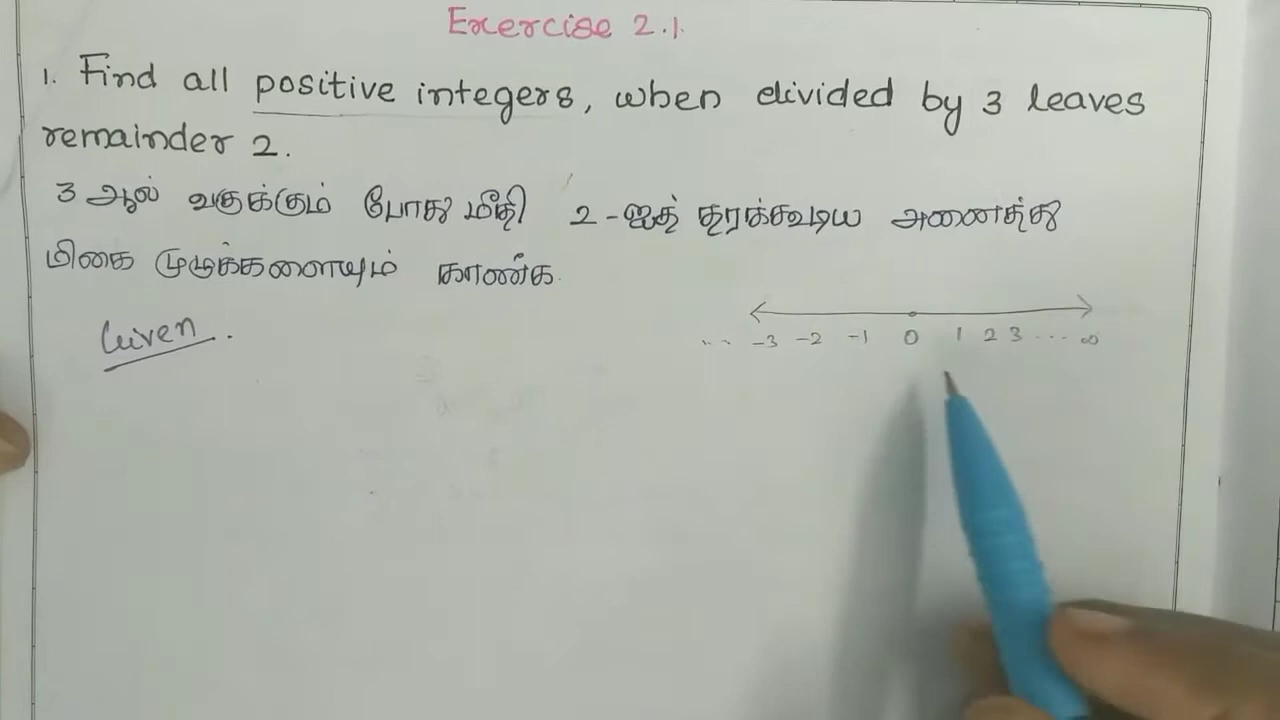 Exercise 2.1.
1. Find all positive integers, when divided by 3 leaves
remainder 2.
3 ஆல் வகுக்கும் போது மீதி 2-ஐத் தரக்கூடிய அனைத்து
மிகை முழுக்களையும் காண்க.
Given.
... -3 -2 -1 0 1 2 3 ... ∞